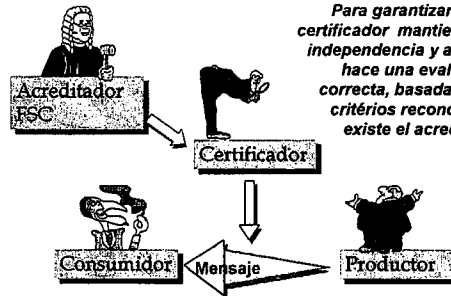 Para garantizar
certificador mantie
independencia y a
hace una eval
correcta, basada
critérios recono
existe el acred
Acreditador
FSC
Certificador
Consumidor
Mensaje
Productor